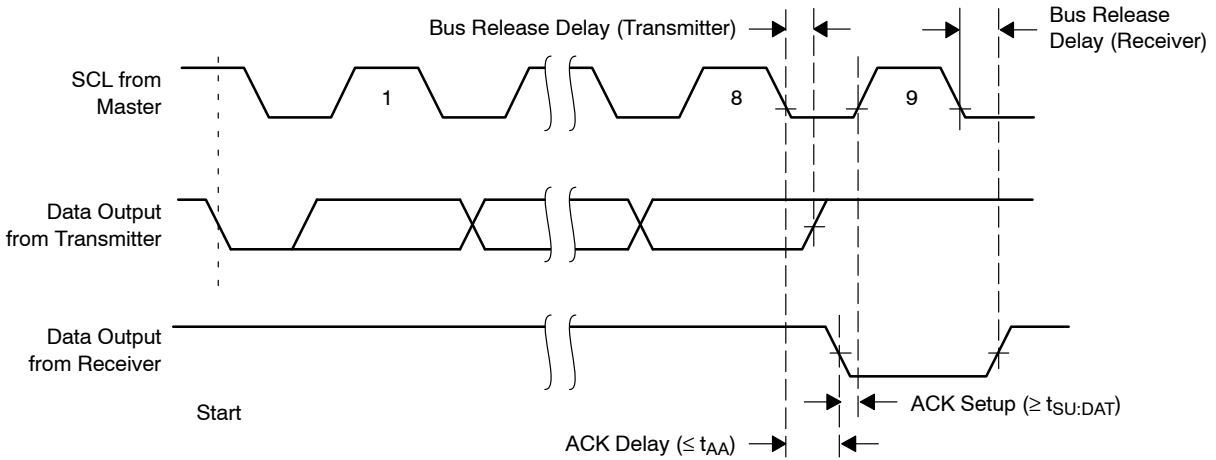 Bus Release Delay (Transmitter)
Bus Release
Delay (Receiver)
SCL from
Master
1
8
9
Data Output
from Transmitter
Data Output
from Receiver
Start
ACK Setup (≥ tSU:DAT)
ACK Delay (≤ tAA)